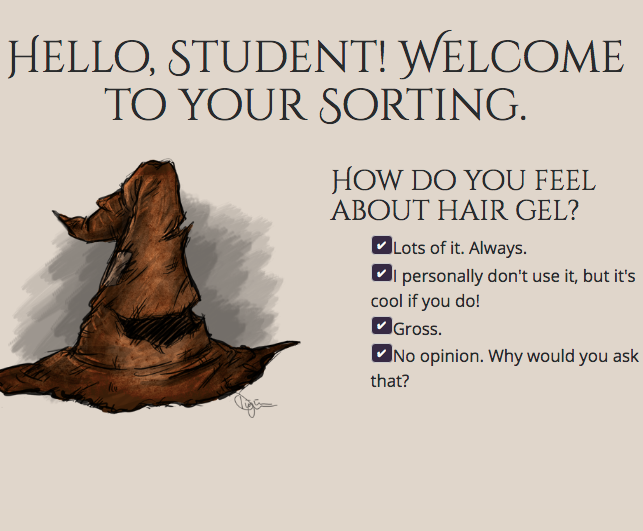 Hello, Student! Welcome
to your Sorting.
How do you feel
about hair gel?
Lots of it. Always.
I personally don't use it, but it's
cool if you do!
Gross.
No opinion. Why would you ask
that?